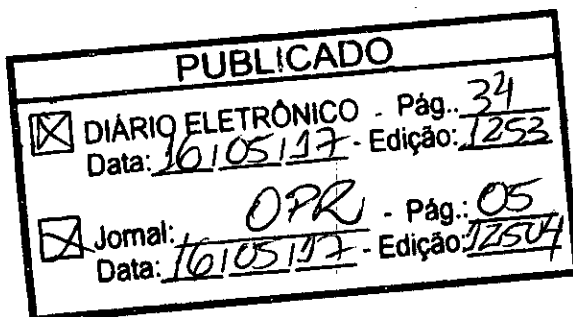 PUBLICADO
☒ DIÁRIO ELETRÔNICO - Pág.. 34
Data: 16/05/17 - Edição: 1253
☒ Jornal: OPR - Pág.: 05
Data: 16/05/17 - Edição: 12504